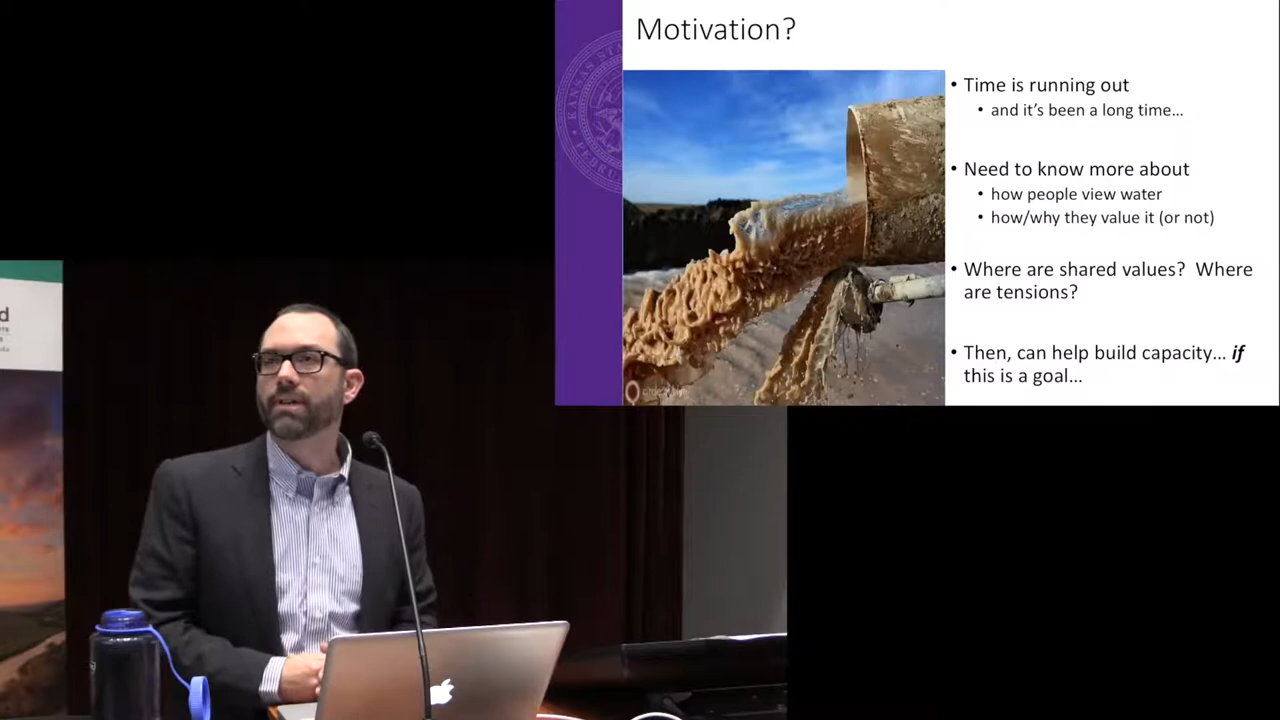 Motivation?
• Time is running out
• and it's been a long time…
• Need to know more about
• how people view water
• how/why they value it (or not)
• Where are shared values?  Where
are tensions?
• Then, can help build capacity… if
this is a goal…
KANSAS STA
d